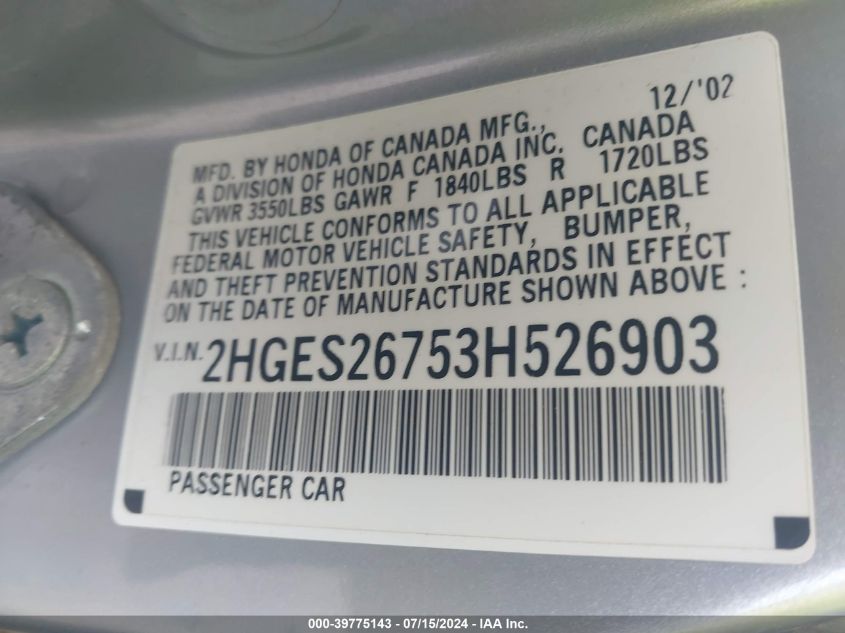 12/'02
MFD. BY HONDA OF CANADA MFG.,
A DIVISION OF HONDA CANADA INC. CANADA
GVWR 3550LBS GAWR F 1840LBS R 1720LBS
THIS VEHICLE CONFORMS TO ALL APPLICABLE
FEDERAL MOTOR VEHICLE SAFETY, BUMPER,
AND THEFT PREVENTION STANDARDS IN EFFECT
ON THE DATE OF MANUFACTURE SHOWN ABOVE :
V.I.N. 2HGES26753H526903
PASSENGER CAR
000-39775143 - 07/15/2024 - IAA Inc.